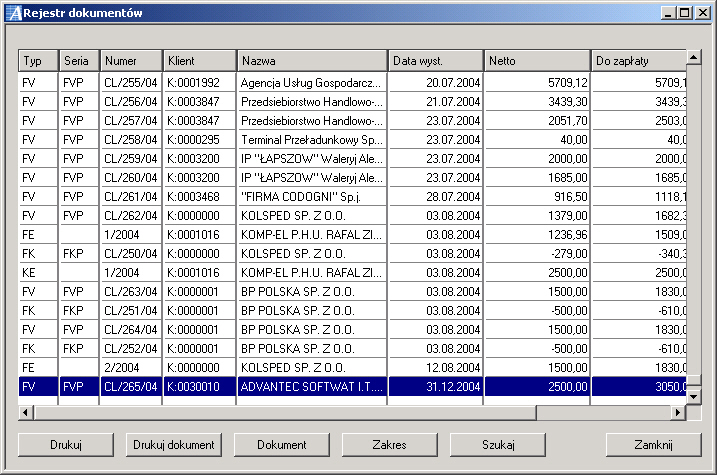 Rejestr dokumentów
Typ Seria Numer Klient Nazwa Data wyst. Netto Do zapłaty
FV FVP CL/255/04 K:0001992 Agencja Usług Gospodarcz... 20.07.2004 5709,12 5709,1
FV FVP CL/256/04 K:0003847 Przedsiebiorstwo Handlowo-... 21.07.2004 3439,30 3439,3
FV FVP CL/257/04 K:0003847 Przedsiebiorstwo Handlowo-... 23.07.2004 2051,70 2503,0
FV FVP CL/258/04 K:0000295 Terminal Przeładunkowy Sp... 23.07.2004 40,00 40,0
FV FVP CL/259/04 K:0003200 IP "ŁAPSZOW" Waleryj Ale... 23.07.2004 2000,00 2000,0
FV FVP CL/260/04 K:0003200 IP "ŁAPSZOW" Waleryj Ale... 23.07.2004 1685,00 1685,0
FV FVP CL/261/04 K:0003468 "FIRMA CODOGNI" Sp.j. 28.07.2004 916,50 1118,1
FV FVP CL/262/04 K:0000000 KOLSPED SP. Z O.O. 03.08.2004 1379,00 1682,3
FE 1/2004 K:0001016 KOMP-EL P.H.U. RAFAL ZI... 03.08.2004 1236,96 1509,0
FK FKP CL/250/04 K:0000000 KOLSPED SP. Z O.O. 03.08.2004 -279,00 -340,3
KE 1/2004 K:0001016 KOMP-EL P.H.U. RAFAL ZI... 03.08.2004 2500,00 2500,0
FV FVP CL/263/04 K:0000001 BP POLSKA SP. Z O.O. 03.08.2004 1500,00 1830,0
FK FKP CL/251/04 K:0000001 BP POLSKA SP. Z O.O. 03.08.2004 -500,00 -610,0
FV FVP CL/264/04 K:0000001 BP POLSKA SP. Z O.O. 03.08.2004 1500,00 1830,0
FK FKP CL/252/04 K:0000001 BP POLSKA SP. Z O.O. 03.08.2004 -500,00 -610,0
FE 2/2004 K:0000000 KOLSPED SP. Z O.O. 12.08.2004 1500,00 1830,0
FV FVP CL/265/04 K:0030010 ADVANTEC SOFTWAT I.T.... 31.12.2004 2500,00 3050,0
Drukuj Drukuj dokument Dokument Zakres Szukaj Zamknij